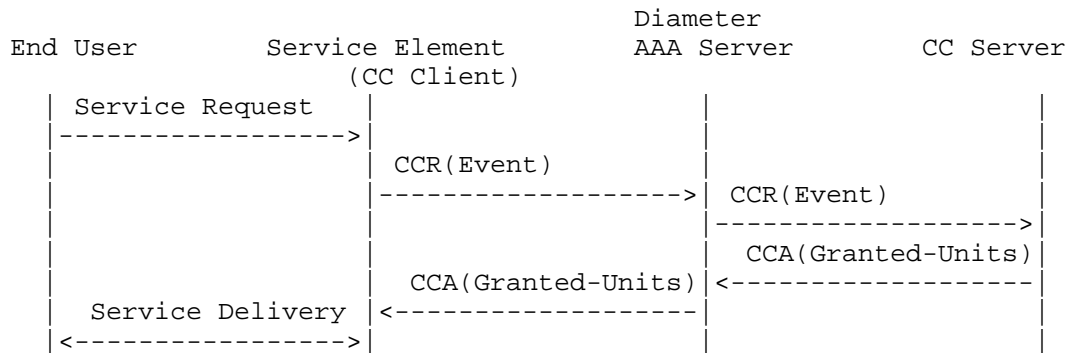 Diameter
End User Service Element AAA Server CC Server
(CC Client)
Service Request
CCR(Event)
CCR(Event)
CCA(Granted-Units)
CCA(Granted-Units)
Service Delivery